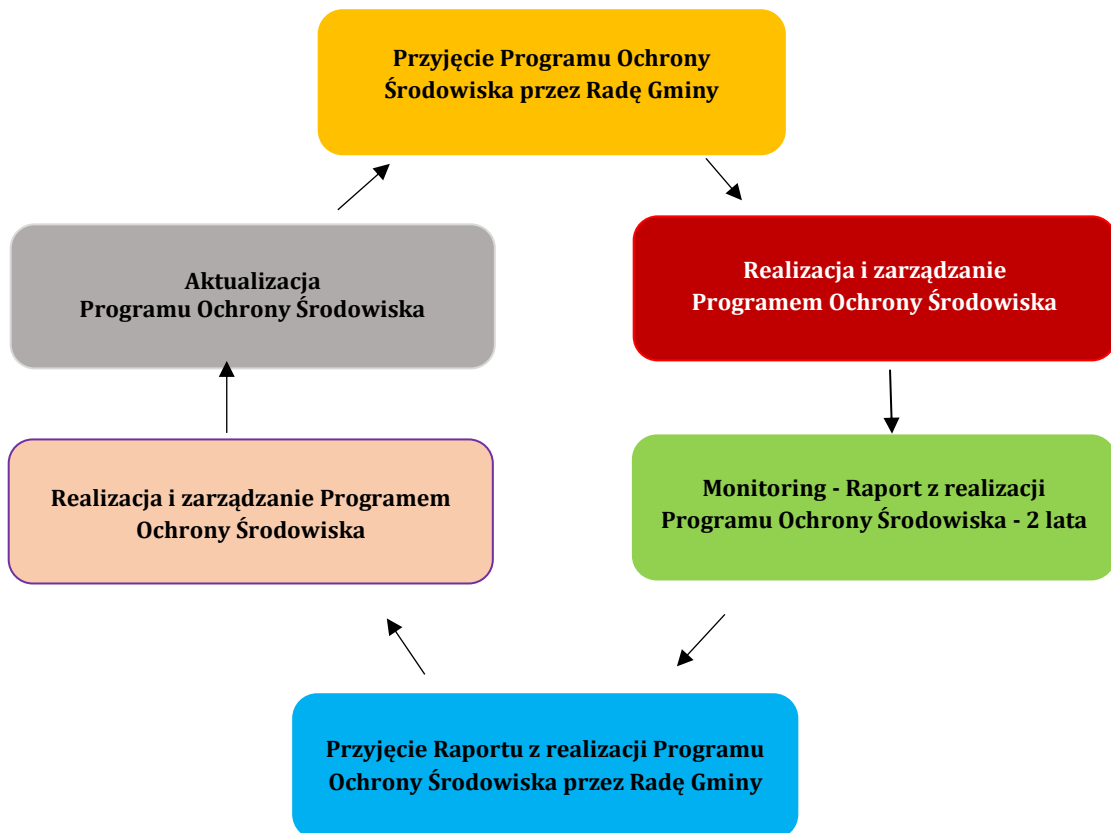 Przyjęcie Programu Ochrony
Środowiska przez Radę Gminy
Aktualizacja
Programu Ochrony Środowiska
Realizacja i zarządzanie
Programem Ochrony Środowiska
Realizacja i zarządzanie Programem
Ochrony Środowiska
Monitoring - Raport z realizacji
Programu Ochrony Środowiska - 2 lata
Przyjęcie Raportu z realizacji Programu
Ochrony Środowiska przez Radę Gminy